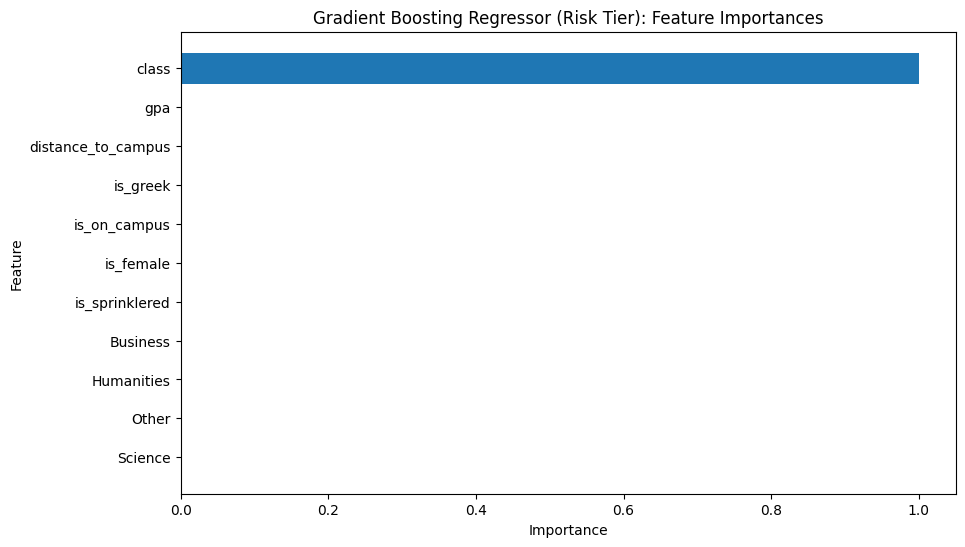 Gradient Boosting Regressor (Risk Tier): Feature Importances
class
gpa
distance_to_campus
is_greek
is_on_campus
is_female
is_sprinklered
Business
Humanities
Other
Science
Feature
0.0 0.2 0.4 0.6 0.8 1.0
Importance